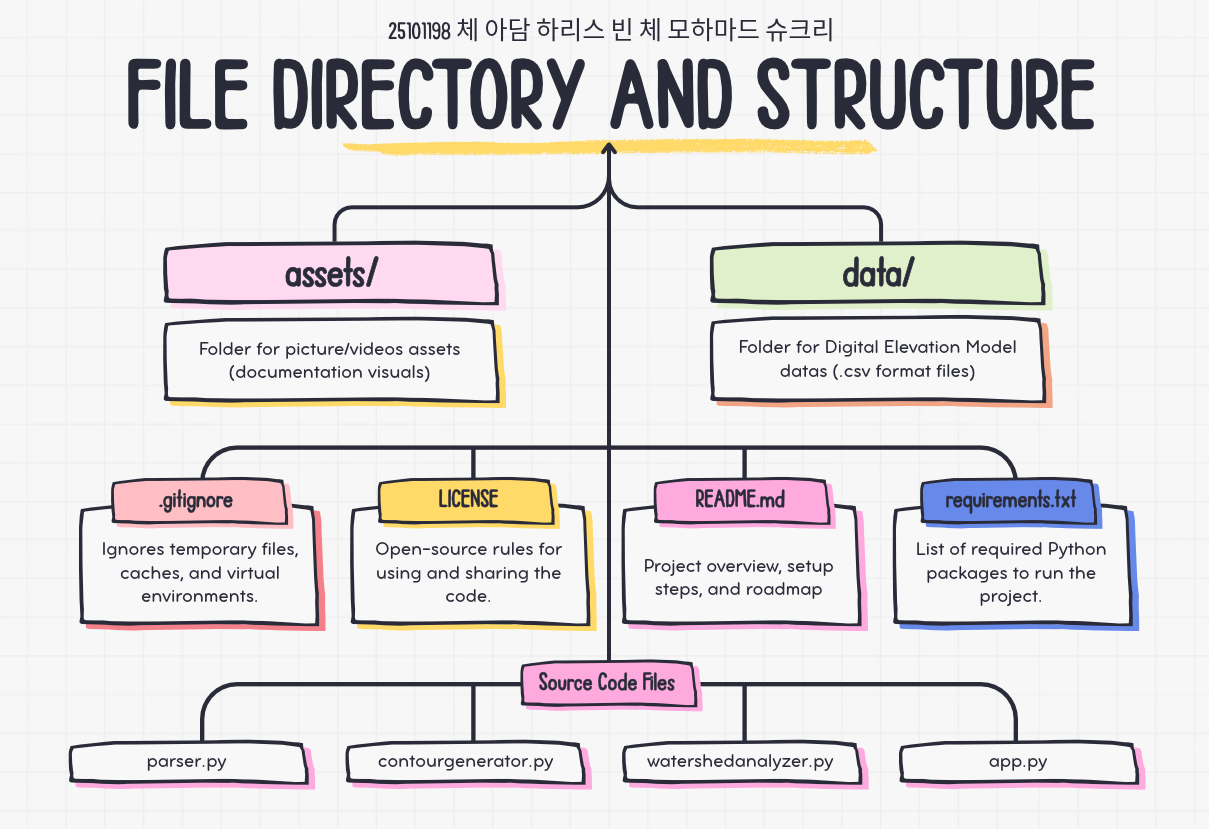 25101198 체 아담 하리스 빈 체 모하마드 슈크리
FILE DIRECTORY AND STRUCTURE
assets/
data/
Folder for picture/videos assets
(documentation visuals)
Folder for Digital Elevation Model
datas (.csv format files)
.gitignore
LICENSE
README.md
requirements.txt
Ignores temporary files,
caches, and virtual
environments.
Open-source rules for
using and sharing the
code.
Project overview, setup
steps, and roadmap
List of required Python
packages to run the
project.
Source Code Files
parser.py
contourgenerator.py
watershedanalyzer.py
app.py